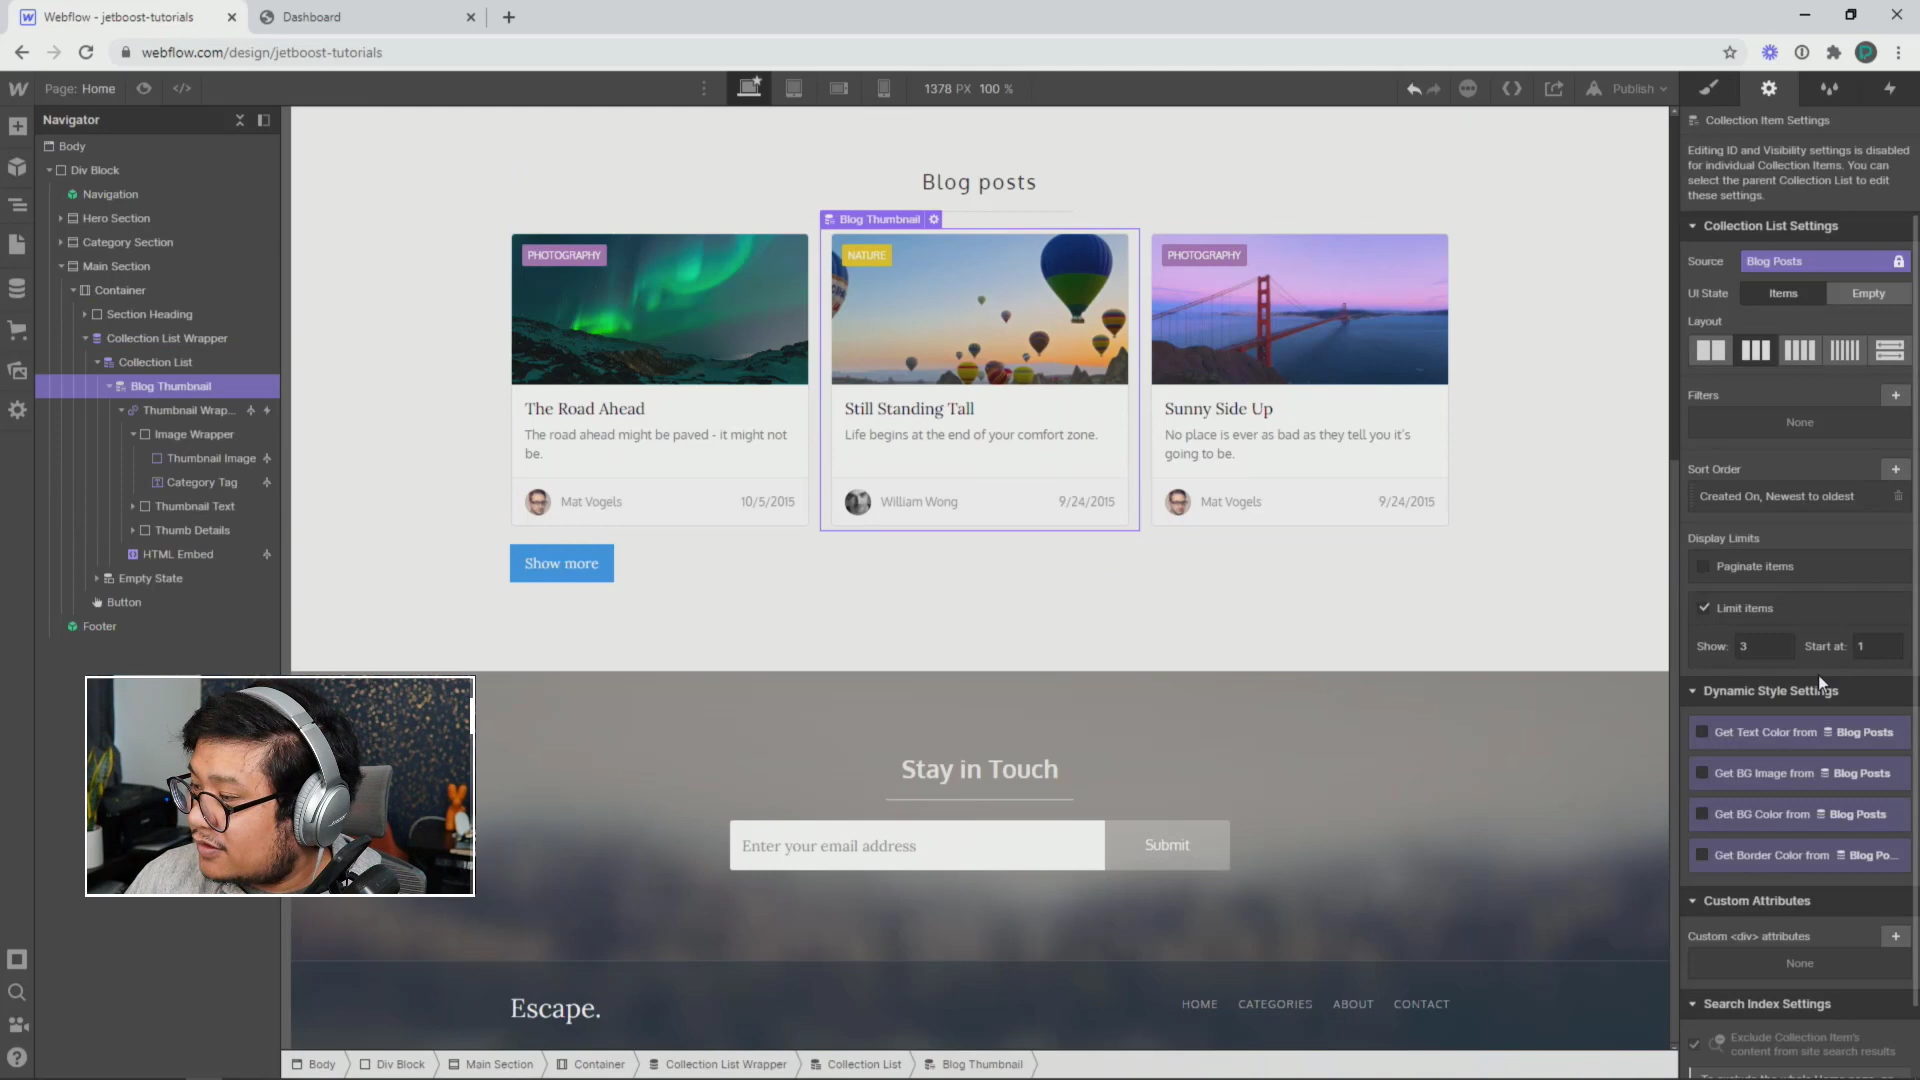 Webflow - jetboost-tutorials
Dashboard
webflow.com/design/jetboost-tutorials
Page: Home
1378 PX 100 %
Publish
Navigator
Body
Div Block
Navigation
Hero Section
Category Section
Main Section
Container
Section Heading
Collection List Wrapper
Collection List
Blog Thumbnail
Thumbnail Wrap...
Image Wrapper
Thumbnail Image
Category Tag
Thumbnail Text
Thumb Details
HTML Embed
Empty State
Button
Footer
Blog posts
Blog Thumbnail
PHOTOGRAPHY
The Road Ahead
The road ahead might be paved - it might not
be.
Mat Vogels 10/5/2015
NATURE
Still Standing Tall
Life begins at the end of your comfort zone.
William Wong 9/24/2015
PHOTOGRAPHY
Sunny Side Up
No place is ever as bad as they tell you it's
going to be.
Mat Vogels 9/24/2015
Show more
Stay in Touch
Enter your email address
Submit
Escape.
HOME CATEGORIES ABOUT CONTACT
Body Div Block Main Section Container Collection List Wrapper Collection List Blog Thumbnail
Collection Item Settings
Editing ID and Visibility settings is disabled
for individual Collection Items. You can
select the parent Collection List to edit
these settings.
Collection List Settings
Source Blog Posts
UI State Items Empty
Layout
Filters
None
Sort Order
Created On, Newest to oldest
Display Limits
Paginate items
Limit items
Show: 3 Start at: 1
Dynamic Style Settings
Get Text Color from Blog Posts
Get BG Image from Blog Posts
Get BG Color from Blog Posts
Get Border Color from Blog Po...
Custom Attributes
Custom <div> attributes
None
Search Index Settings
Exclude Collection Item's
content from site search results